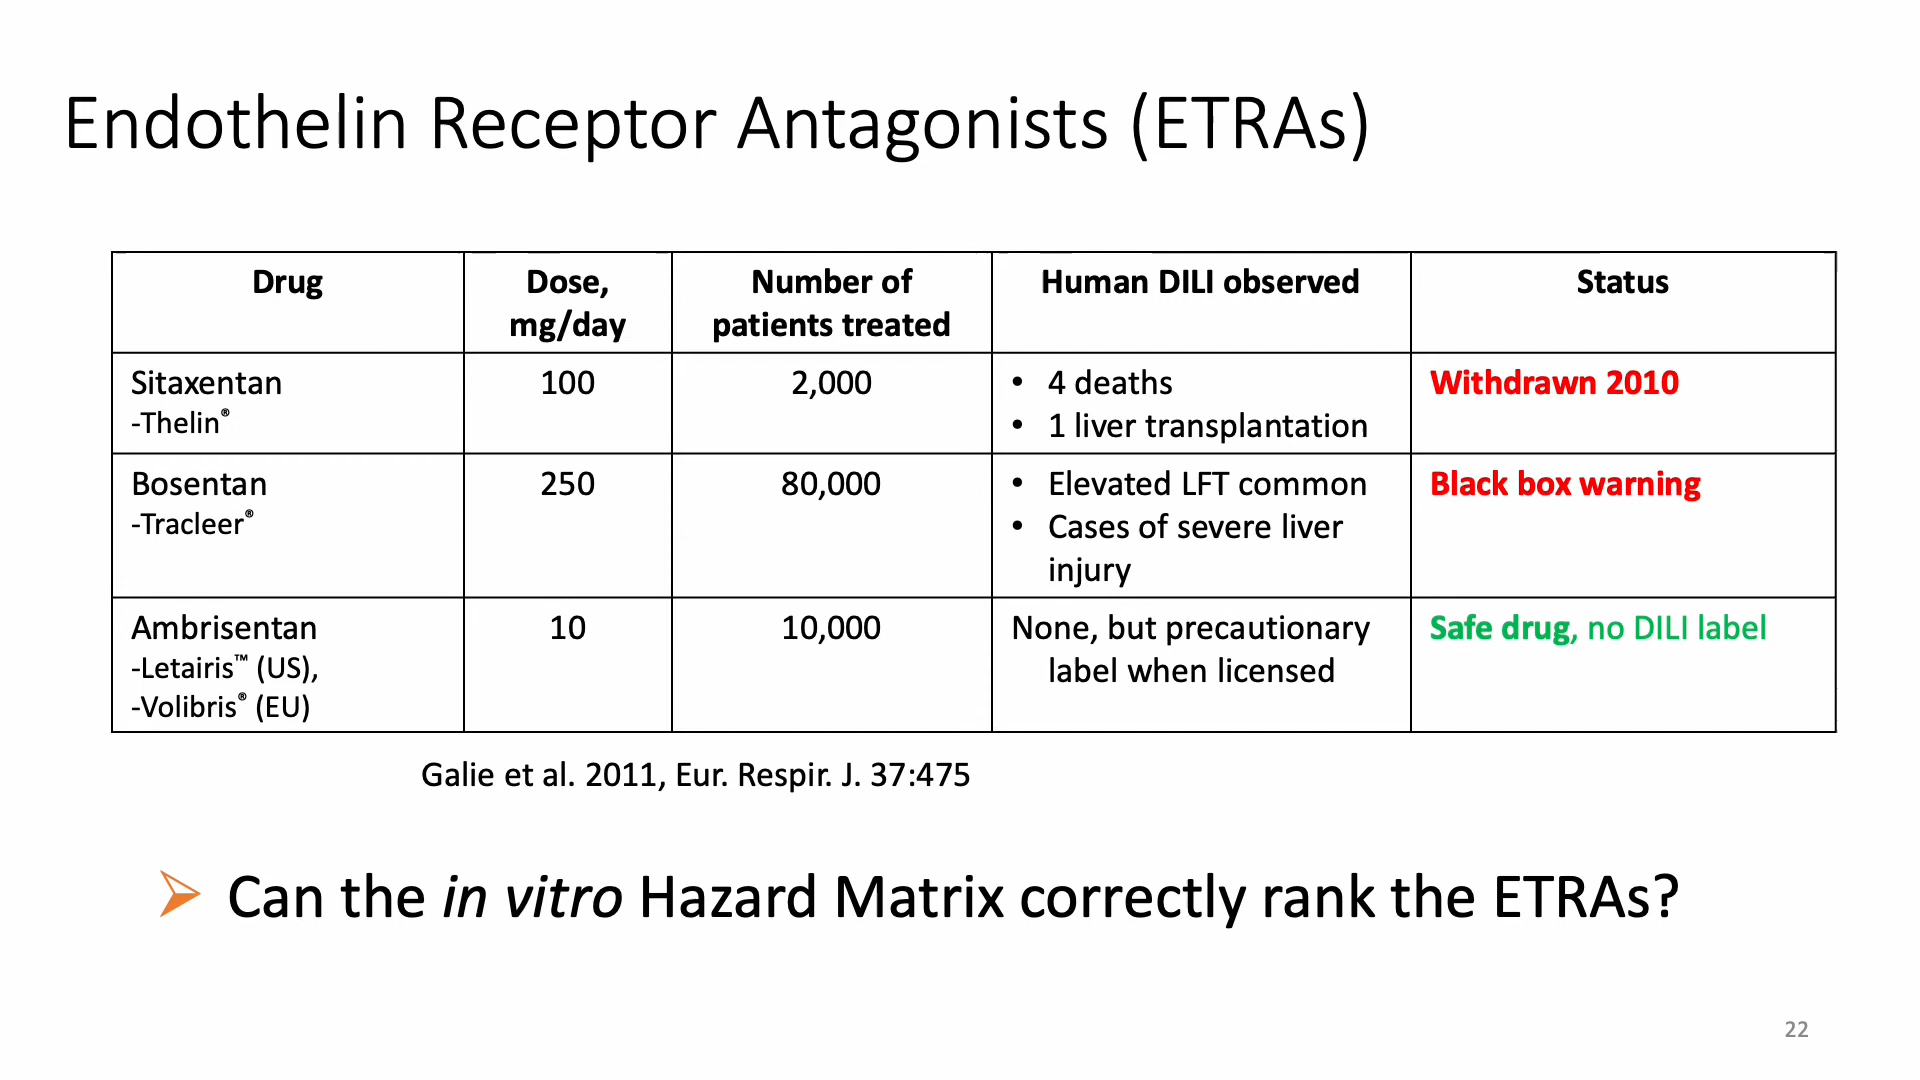 Endothelin Receptor Antagonists (ETRAs)
Drug
Dose,
mg/day
Number of
patients treated
Human DILI observed
Status
Sitaxentan
-Thelin®
100
2,000
• 4 deaths
• 1 liver transplantation
Withdrawn 2010
Bosentan
-Tracleer®
250
80,000
• Elevated LFT common
• Cases of severe liver
injury
Black box warning
Ambrisentan
-Letairis™ (US),
-Volibris® (EU)
10
10,000
None, but precautionary
label when licensed
Safe drug, no DILI label
Galie et al. 2011, Eur. Respir. J. 37:475
Can the in vitro Hazard Matrix correctly rank the ETRAs?
22